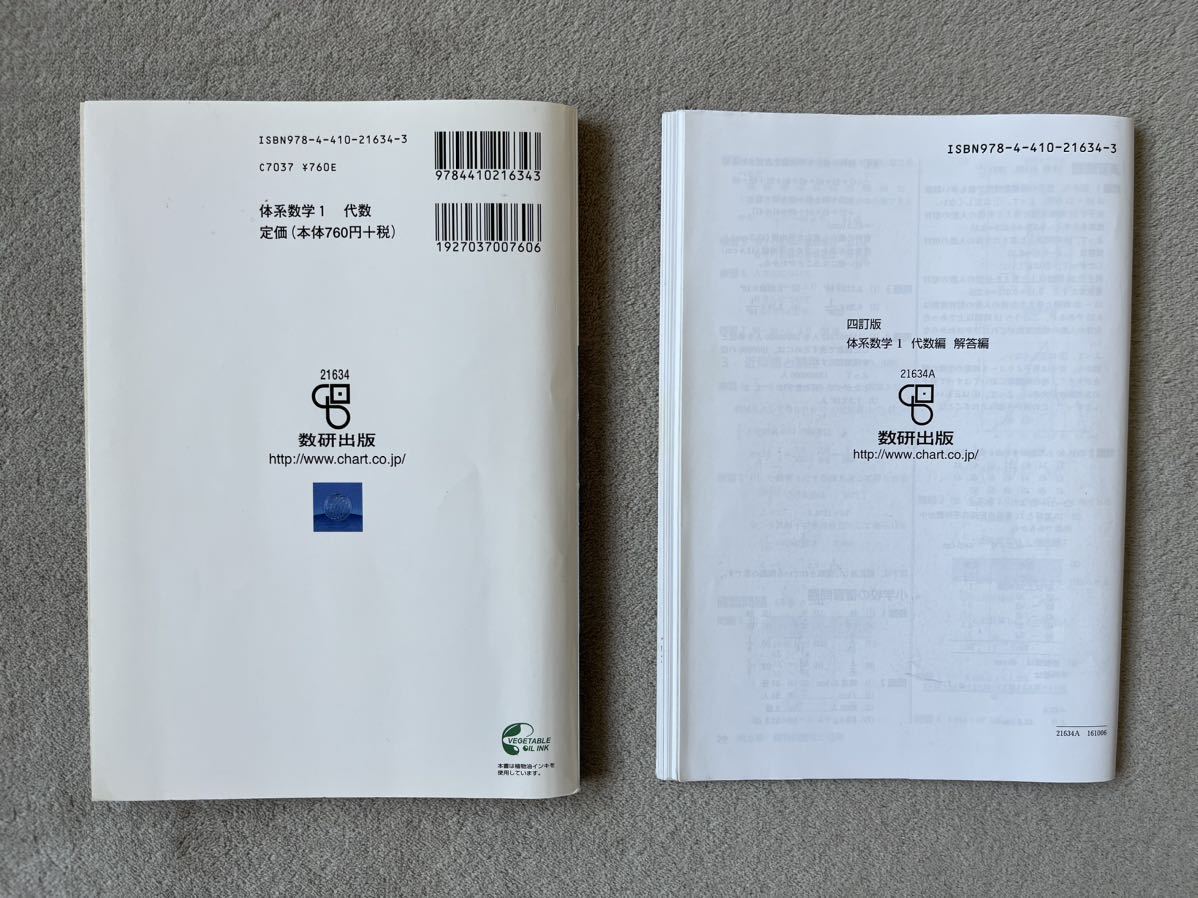 ISBN978-4-410-21634-3
C7037 ¥760E
9784410216343
体系数学1 代数
定価(本体760円+税)
1927037007606
21634
数研出版
http://www.chart.co.jp/
VEGETABLE
OIL INK
本書は植物油インキを
使用しています。
ISBN978-4-410-21634-3
四訂版
体系数学1 代数編 解答編
21634A
数研出版
http://www.chart.co.jp/
21634A 161006